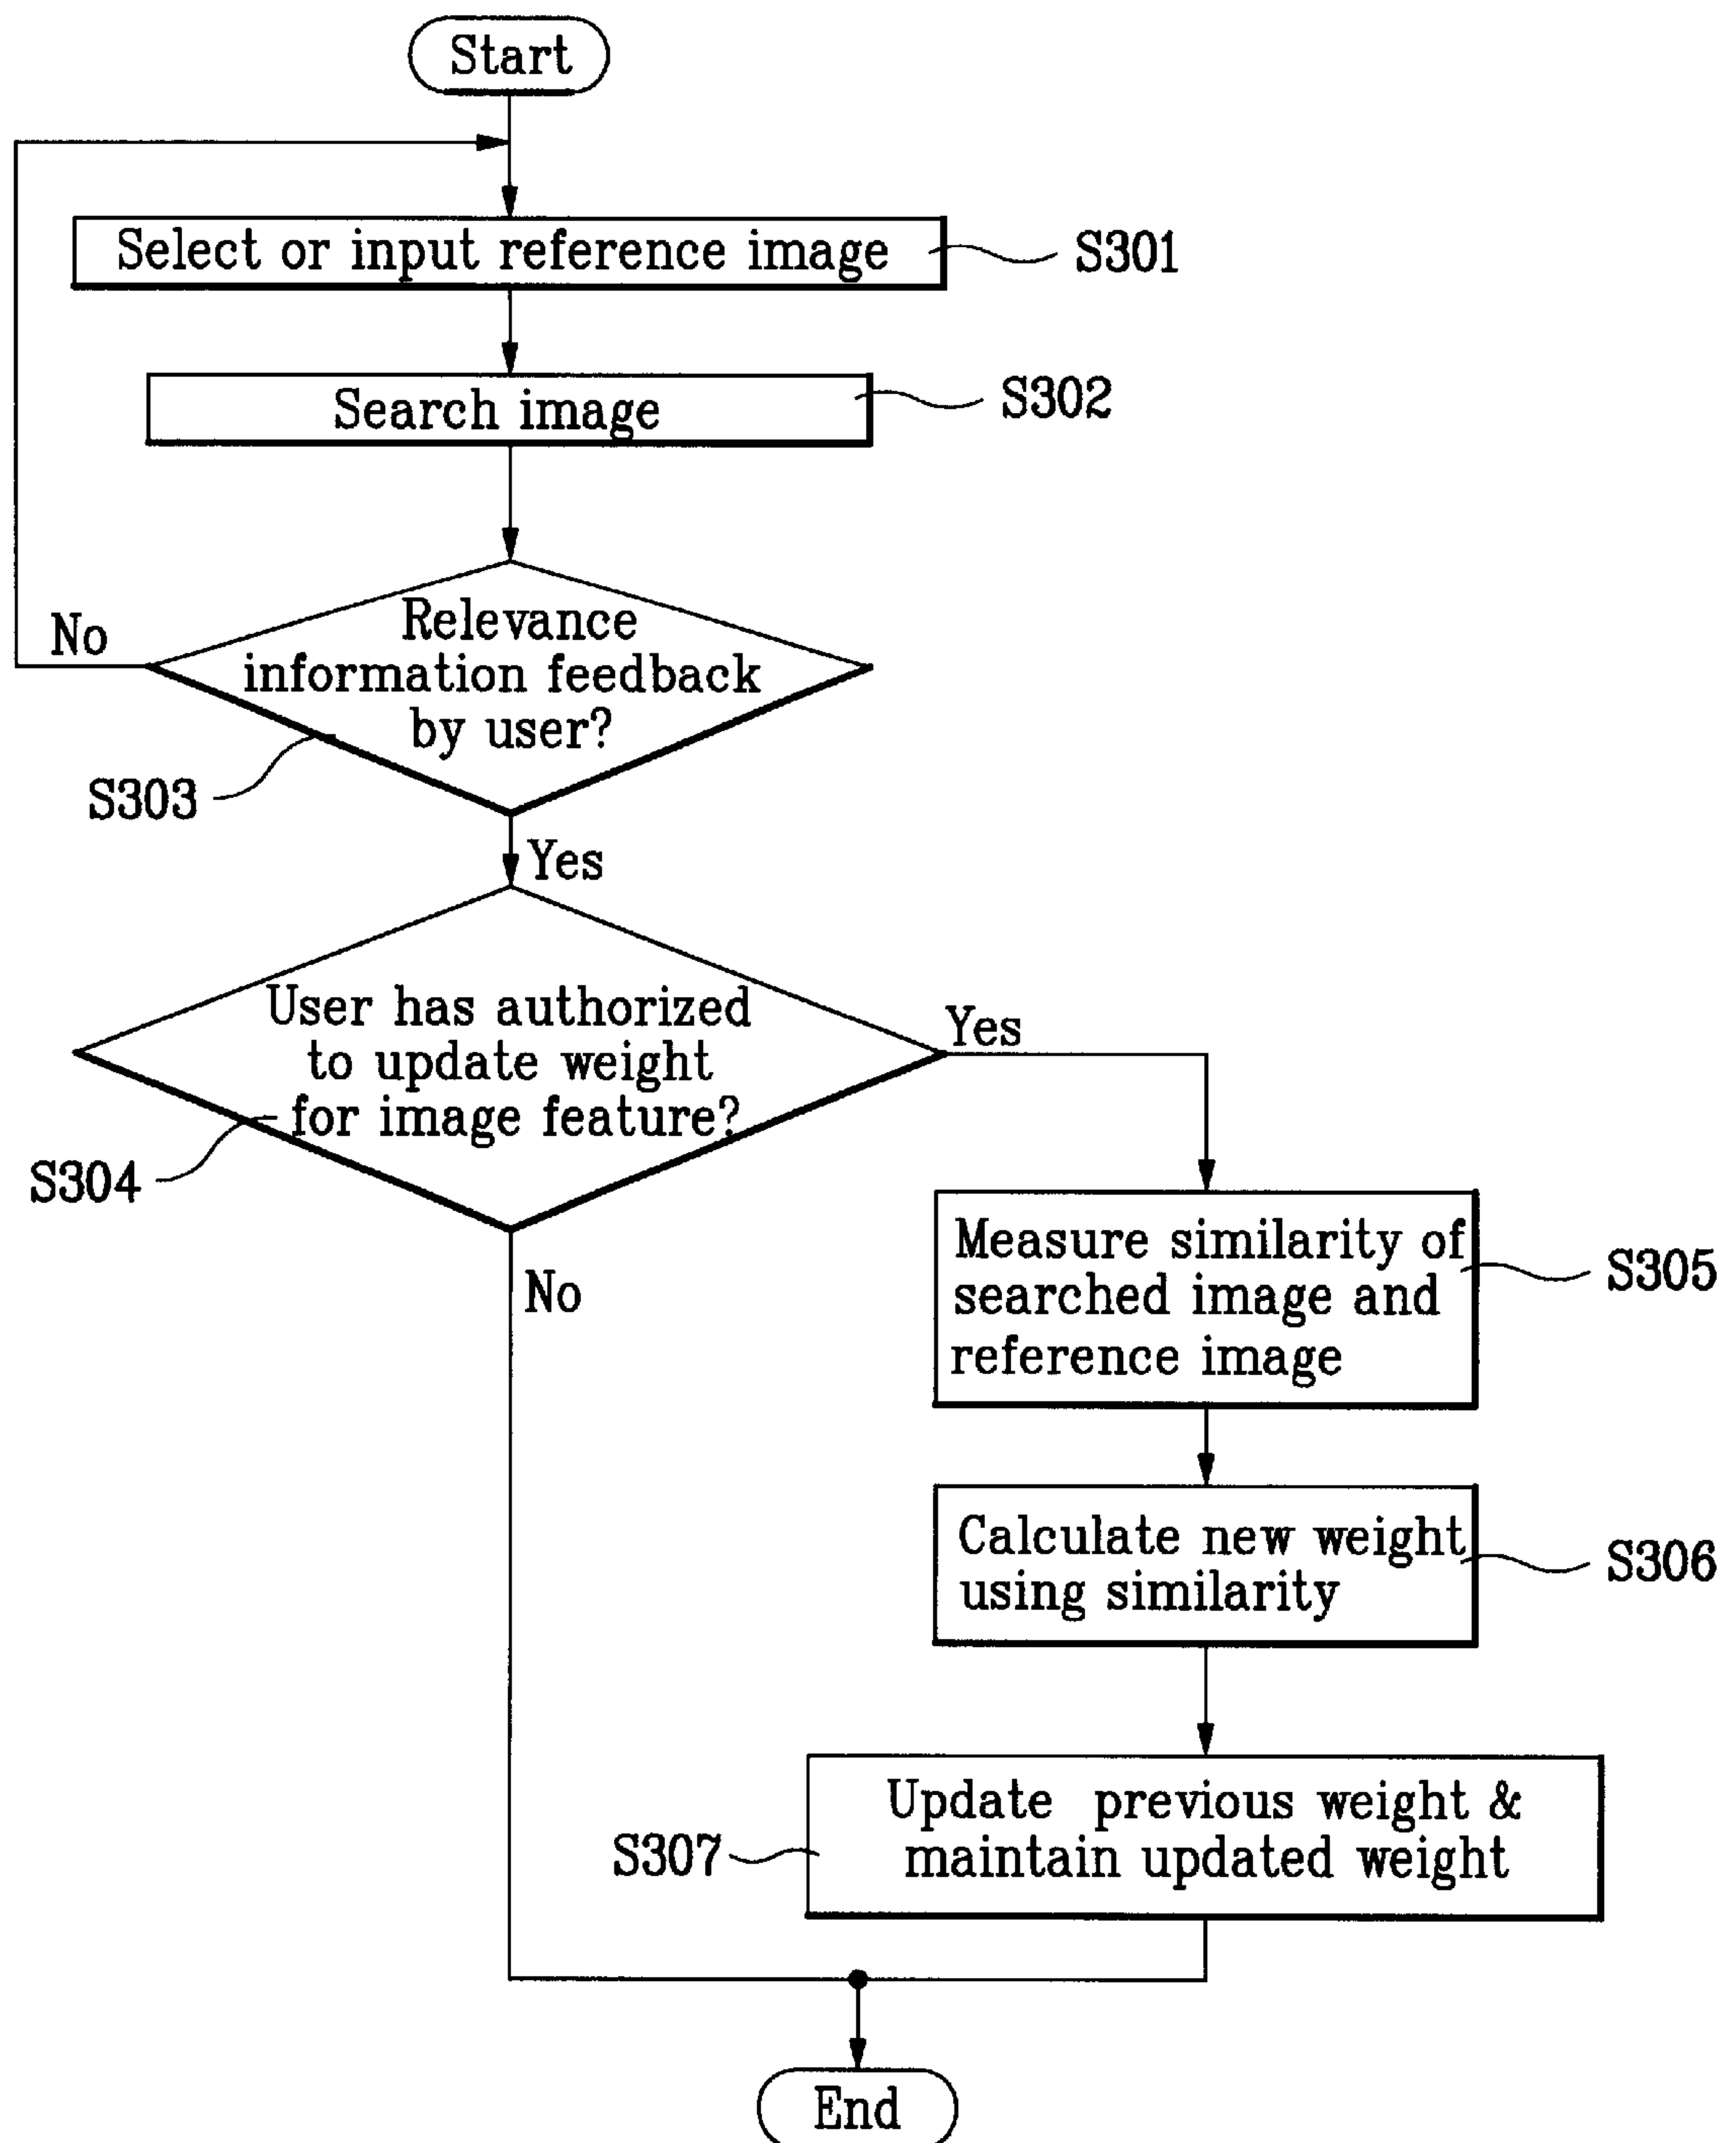 Start
Select or input reference image
S301
Search image
S302
No
Relevance
information feedback
by user?
S303
Yes
User has authorized
to update weight
for image feature?
Yes
S304
No
Measure similarity of
searched image and
reference image
S305
Calculate new weight
using similarity
S306
Update previous weight &
maintain updated weight
S307
End